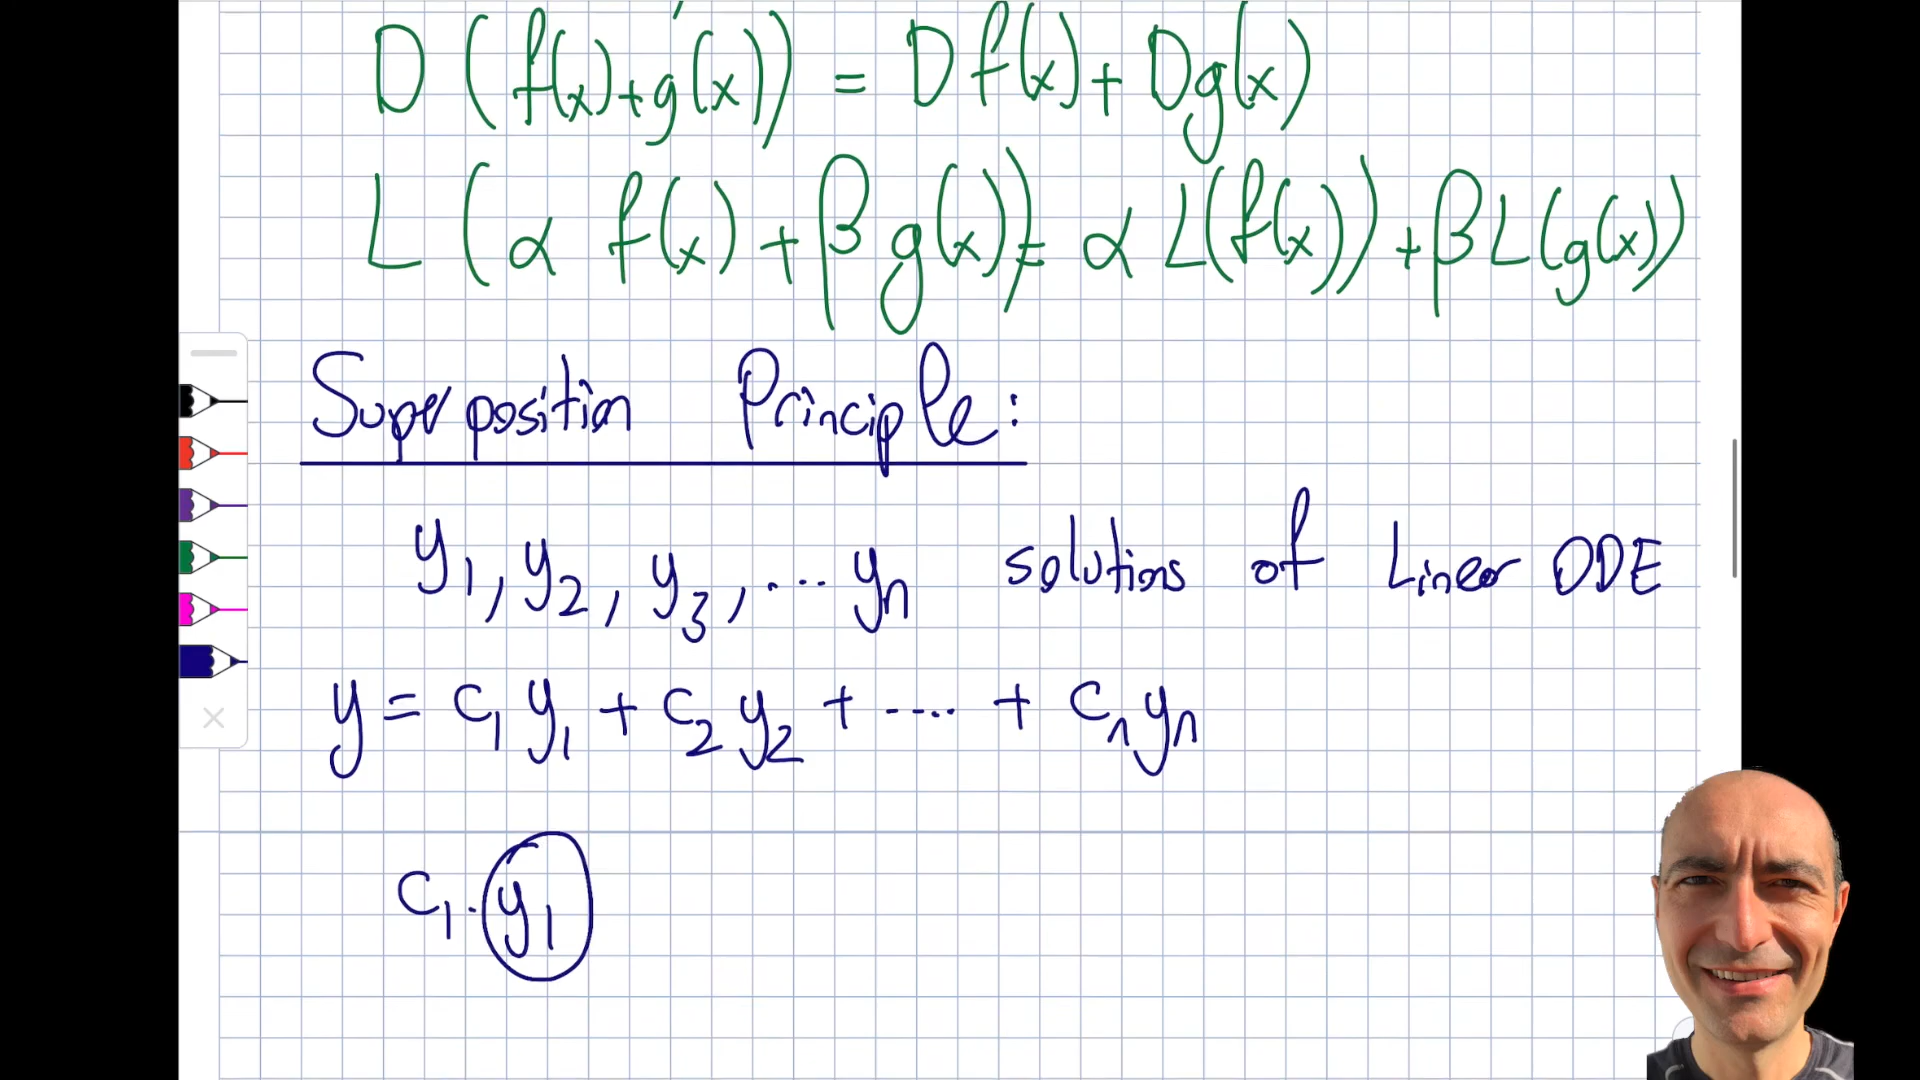 D (f(x)+g(x)) = Df(x)+Dg(x)
L (α f(x) + β g(x)) = α L(f(x)) + β L(g(x))
Superposition Principle:
y1, y2, y3, .... yn solutions of Linear ODE
y = c1 y1 + c2 y2 + .... + cn yn
c1 . y1